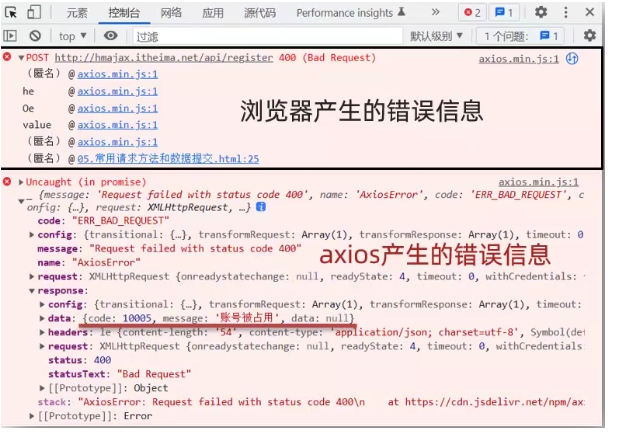 元素 控制台 网络 应用 源代码 Performance insights » 2 1
top 过滤 默认级别 1 个问题: 1
POST http://hmajax.itheima.net/api/register 400 (Bad Request) axios.min.js:1
(匿名) @ axios.min.js:1
he @ axios.min.js:1
Oe @ axios.min.js:1
value @ axios.min.js:1
(匿名) @ axios.min.js:1
(匿名) @ 05.常用请求方法和数据提交.html:25
浏览器产生的错误信息
Uncaught (in promise) axios.min.js:1
_ {message: 'Request failed with status code 400', name: 'AxiosError', code: 'ERR_BAD_REQUEST', c
onfig: {…}, request: XMLHttpRequest, …}
code: "ERR_BAD_REQUEST"
config: {transitional: {…}, transformRequest: Array(1), transformResponse: Array(1), timeout: 0
message: "Request failed with status code 400"
name: "AxiosError"
axios产生的错误信息
request: XMLHttpRequest {onreadystatechange: null, readyState: 4, timeout: 0, withCredentials:
response:
config: {transitional: {…}, transformRequest: Array(1), transformResponse: Array(1), timeout:
data: {code: 10005, message: '账号被占用', data: null}
headers: le {content-length: '54', content-type: 'application/json; charset=utf-8', Symbol(de
request: XMLHttpRequest {onreadystatechange: null, readyState: 4, timeout: 0, withCredentials
status: 400
statusText: "Bad Request"
[[Prototype]]: Object
stack: "AxiosError: Request failed with status code 400\n at https://cdn.jsdelivr.net/npm/axi
[[Prototype]]: Error